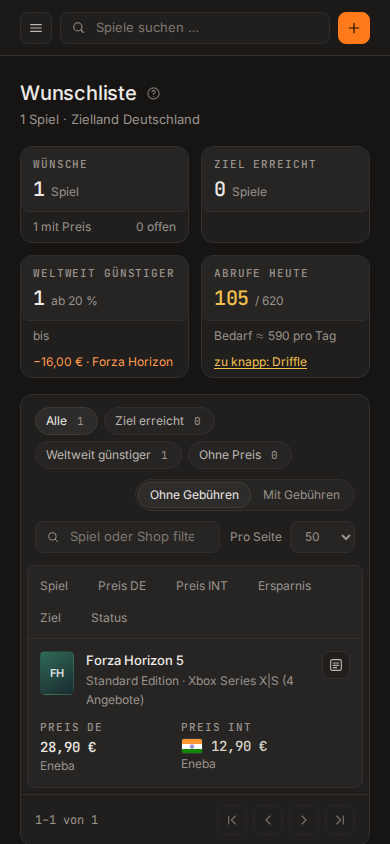 Spiele suchen ...
Wunschliste
1 Spiel · Zielland Deutschland
WÜNSCHE
1 Spiel
1 mit Preis 0 offen
ZIEL ERREICHT
0 Spiele
WELTWEIT GÜNSTIGER
1 ab 20 %
bis
−16,00 € · Forza Horizon
ABRUFE HEUTE
105 / 620
Bedarf ≈ 590 pro Tag
zu knapp: Driffle
Alle 1 Ziel erreicht 0
Weltweit günstiger 1 Ohne Preis 0
Ohne Gebühren Mit Gebühren
Spiel oder Shop filte Pro Seite 50
Spiel Preis DE Preis INT Ersparnis
Ziel Status
FH
Forza Horizon 5
Standard Edition · Xbox Series X|S (4
Angebote)
PREIS DE PREIS INT
28,90 € 12,90 €
Eneba Eneba
1–1 von 1